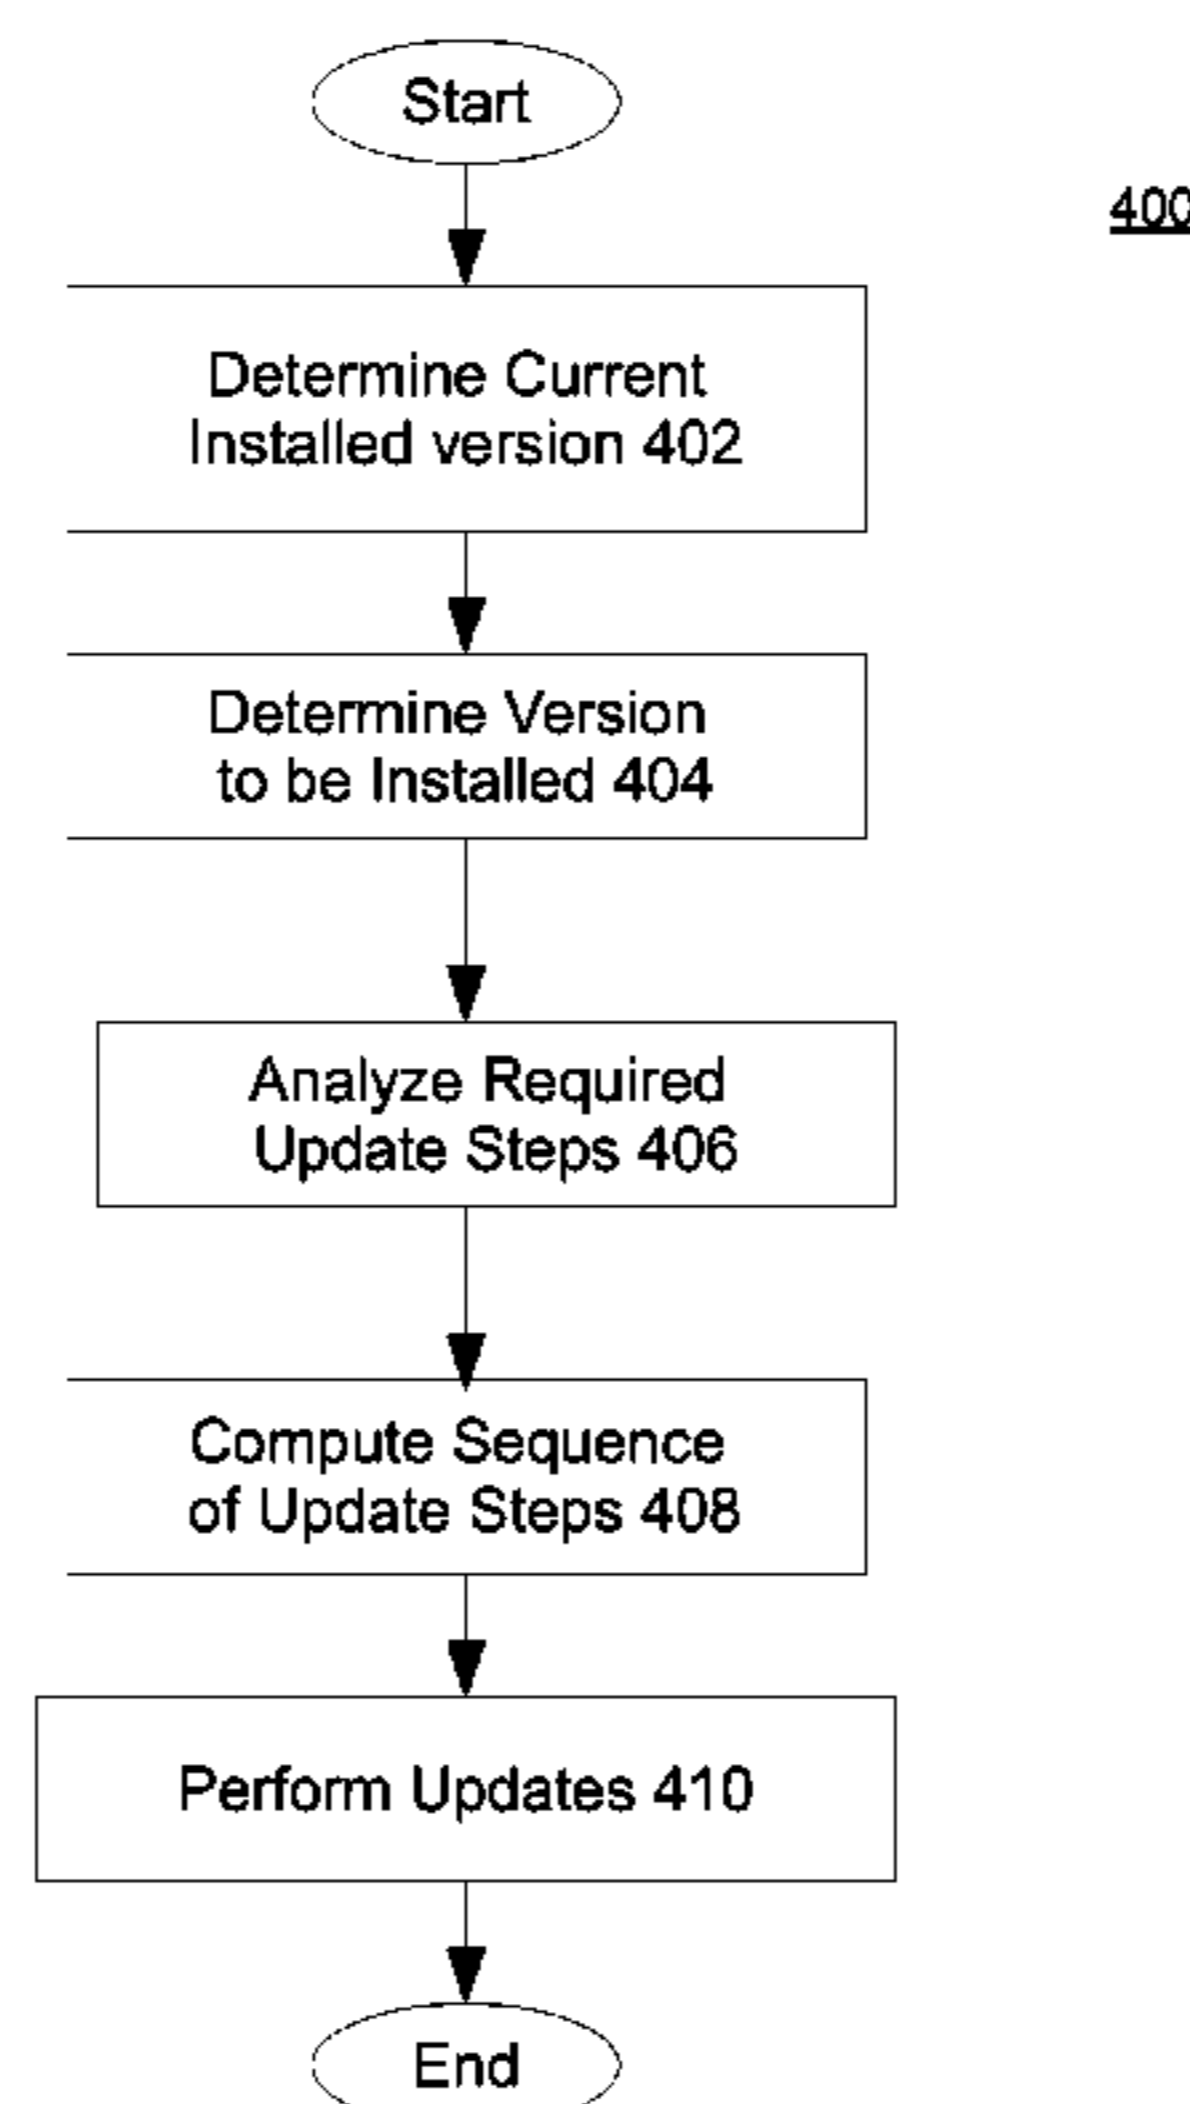 Start
400
Determine Current
Installed version 402
Determine Version
to be Installed 404
Analyze Required
Update Steps 406
Compute Sequence
of Update Steps 408
Perform Updates 410
End